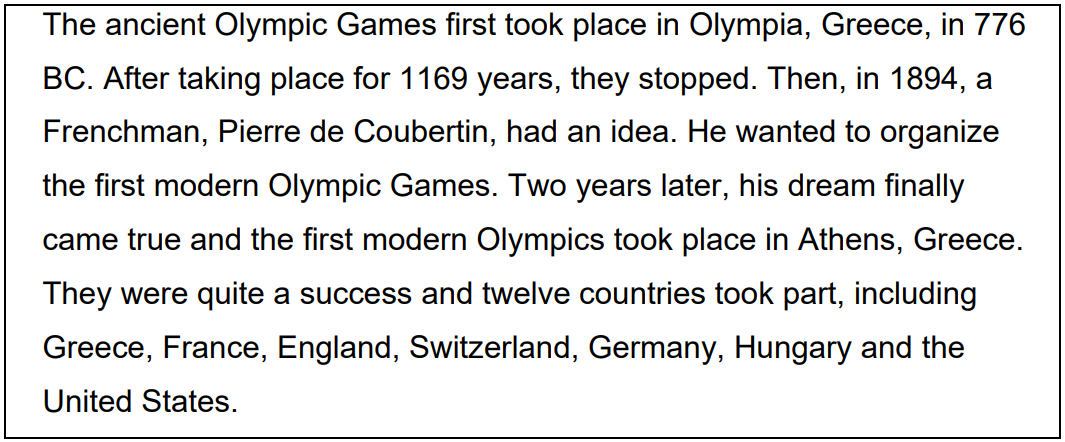 The ancient Olympic Games first took place in Olympia, Greece, in 776
BC. After taking place for 1169 years, they stopped. Then, in 1894, a
Frenchman, Pierre de Coubertin, had an idea. He wanted to organize
the first modern Olympic Games. Two years later, his dream finally
came true and the first modern Olympics took place in Athens, Greece.
They were quite a success and twelve countries took part, including
Greece, France, England, Switzerland, Germany, Hungary and the
United States.